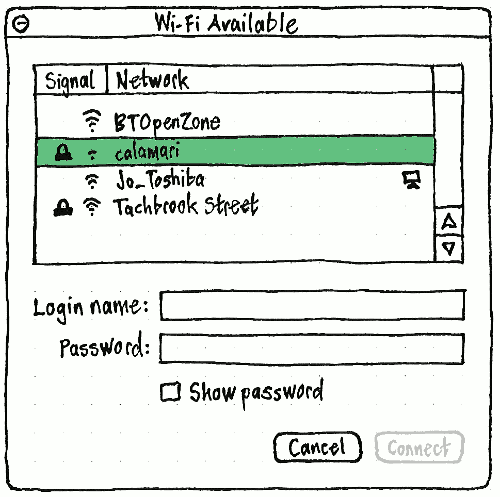 Wi-Fi Available
Signal Network
BTOpenZone
calamari
Jo_Toshiba
Tachbrook Street
Login name:
Password:
Show password
Cancel Connect